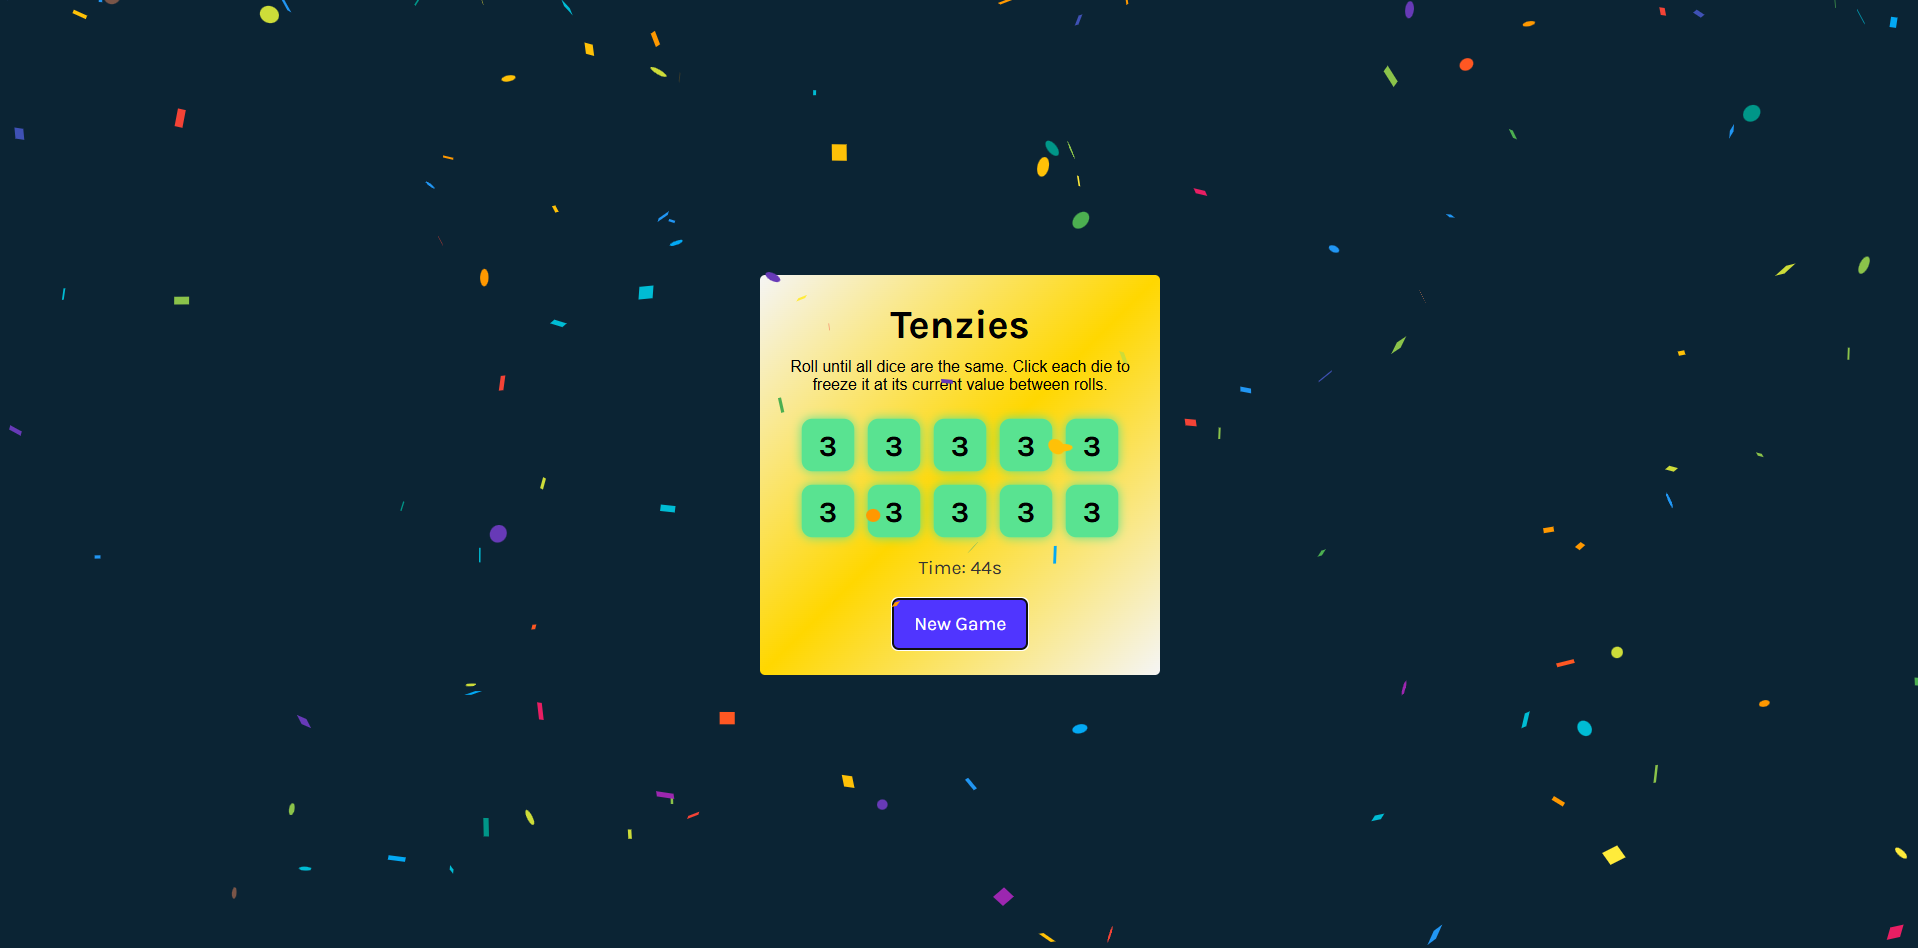 Tenzies
Roll until all dice are the same. Click each die to
freeze it at its current value between rolls.
3 3 3 3 3
3 3 3 3 3
Time: 44s
New Game